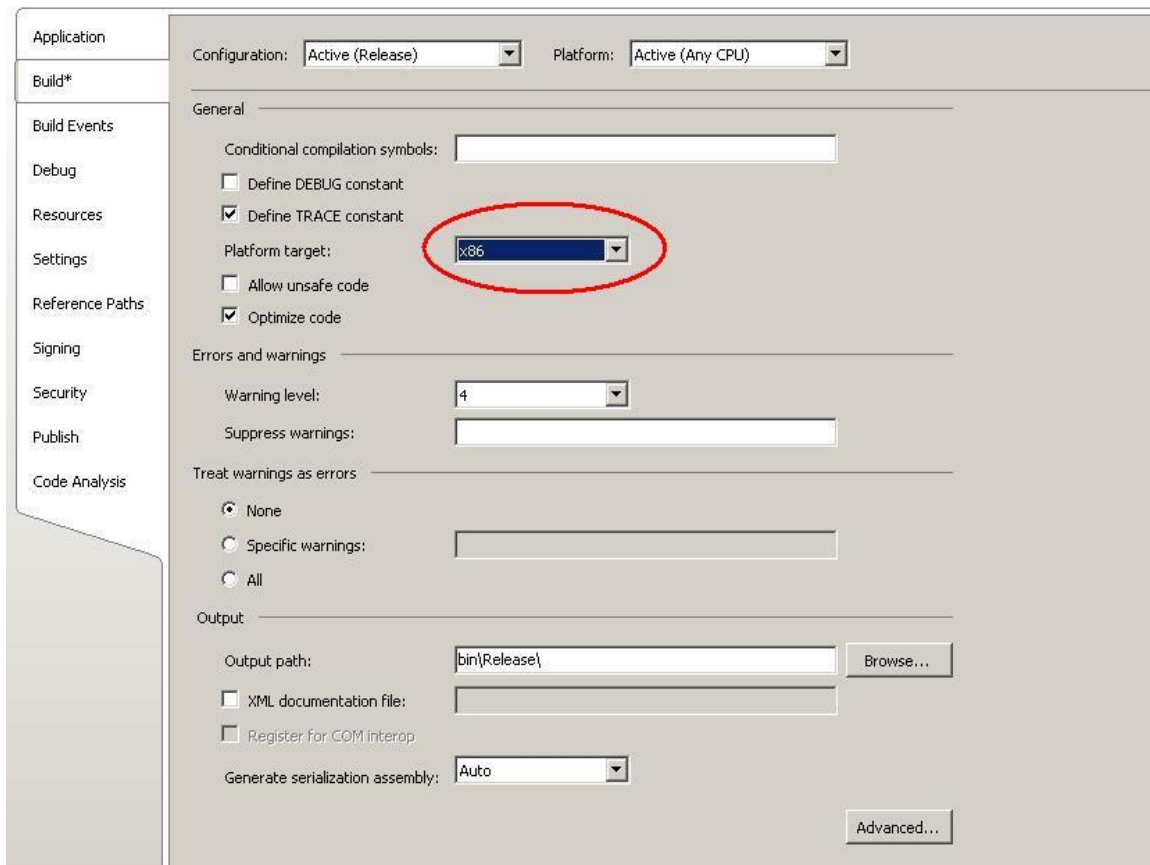 Application
Build*
Build Events
Debug
Resources
Settings
Reference Paths
Signing
Security
Publish
Code Analysis
Configuration: Active (Release) Platform: Active (Any CPU)
General
Conditional compilation symbols:
Define DEBUG constant
Define TRACE constant
Platform target: x86
Allow unsafe code
Optimize code
Errors and warnings
Warning level: 4
Suppress warnings:
Treat warnings as errors
None
Specific warnings:
All
Output
Output path: bin\Release\ Browse...
XML documentation file:
Register for COM interop
Generate serialization assembly: Auto
Advanced...